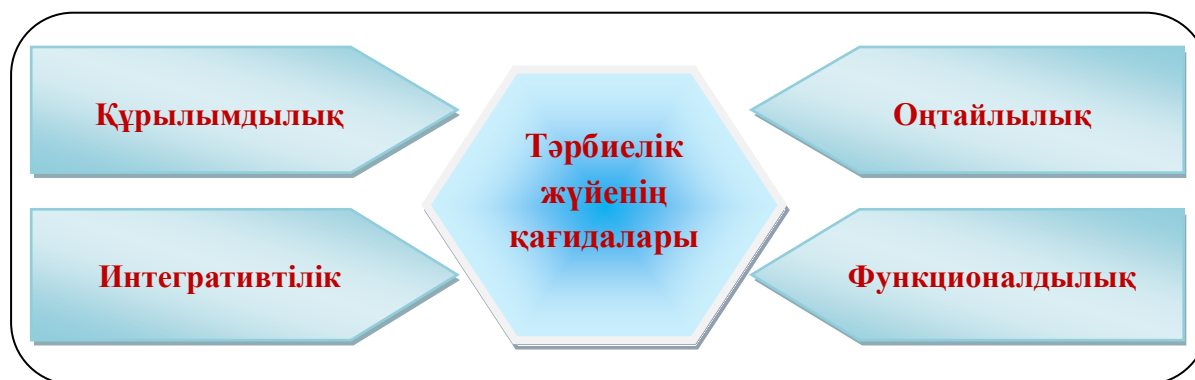 Құрылымдылық
Интегративтілік
Тәрбиелік
жүйенің
қағидалары
Оңтайлылық
Функционалдылық